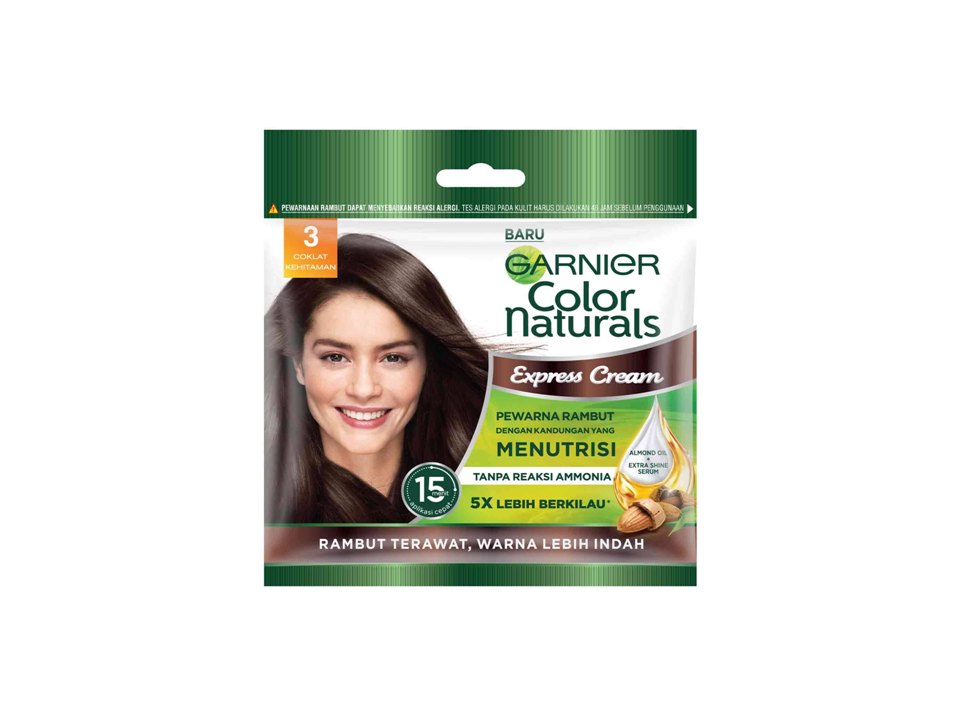 PEWARNAAN RAMBUT DAPAT MENYEBABKAN REAKSI ALERGI. TES ALERGI PADA KULIT HARUS DILAKUKAN 48 JAM SEBELUM PENGGUNAAN
3
COKLAT
KEHITAMAN
BARU
GARNIER
Color
Naturals
Express Cream
PEWARNA RAMBUT
DENGAN KANDUNGAN YANG
MENUTRISI
TANPA REAKSI AMMONIA
5X LEBIH BERKILAU*
ALMOND OIL
+
EXTRA SHINE
SERUM
15
menit
aplikasi cepat
RAMBUT TERAWAT, WARNA LEBIH INDAH